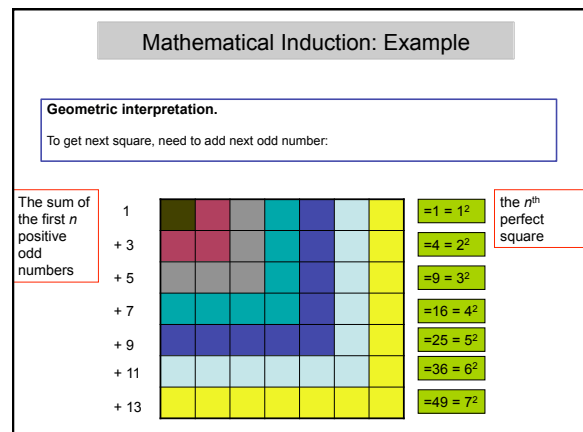 Mathematical Induction: Example
Geometric interpretation.
To get next square, need to add next odd number:
The sum of
the first n
positive
odd
numbers
1
+ 3
+ 5
+ 7
+ 9
+ 11
+ 13
=1 = 1²
=4 = 2²
=9 = 3²
=16 = 4²
=25 = 5²
=36 = 6²
=49 = 7²
the nᵗʰ
perfect
square